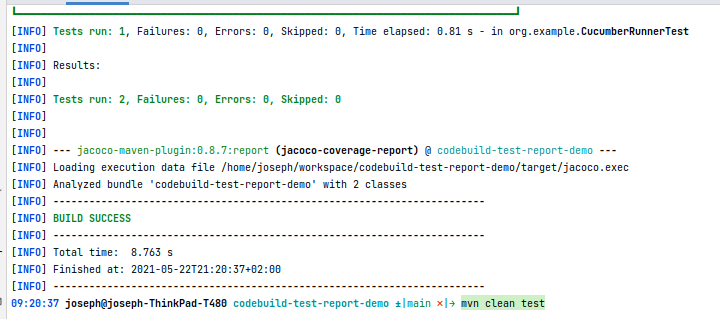 [INFO] Tests run: 1, Failures: 0, Errors: 0, Skipped: 0, Time elapsed: 0.81 s - in org.example.CucumberRunnerTest
[INFO]
[INFO] Results:
[INFO]
[INFO] Tests run: 2, Failures: 0, Errors: 0, Skipped: 0
[INFO]
[INFO]
[INFO] --- jacoco-maven-plugin:0.8.7:report (jacoco-coverage-report) @ codebuild-test-report-demo ---
[INFO] Loading execution data file /home/joseph/workspace/codebuild-test-report-demo/target/jacoco.exec
[INFO] Analyzed bundle 'codebuild-test-report-demo' with 2 classes
[INFO] ------------------------------------------------------------------------
[INFO] BUILD SUCCESS
[INFO] ------------------------------------------------------------------------
[INFO] Total time:  8.763 s
[INFO] Finished at: 2021-05-22T21:20:37+02:00
[INFO] ------------------------------------------------------------------------
09:20:37 joseph@joseph-ThinkPad-T480 codebuild-test-report-demo ±|main ✗|→ mvn clean test